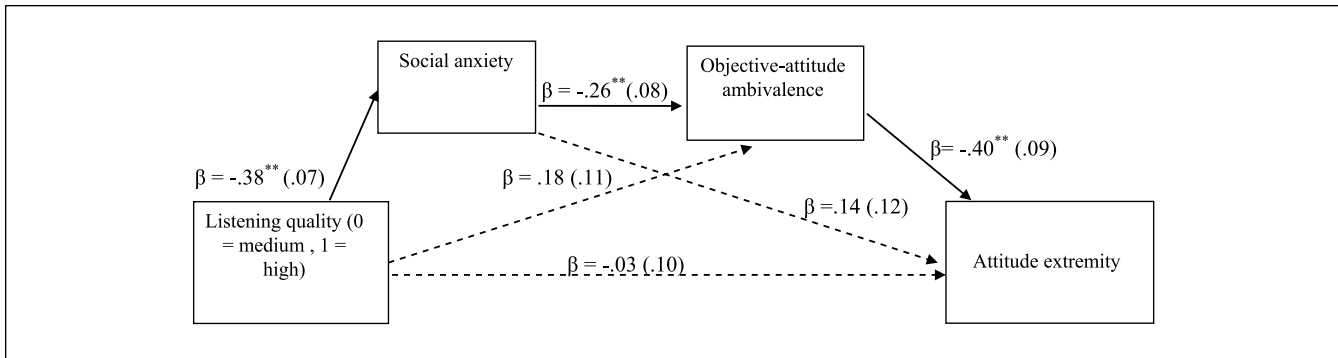 Social anxiety
Objective-attitude
ambivalence
β = -.26**(.08)
β = -.38** (.07)
β = .18 (.11)
β= -.40** (.09)
β =.14 (.12)
Listening quality (0
= medium , 1 =
high)
β = -.03 (.10)
Attitude extremity